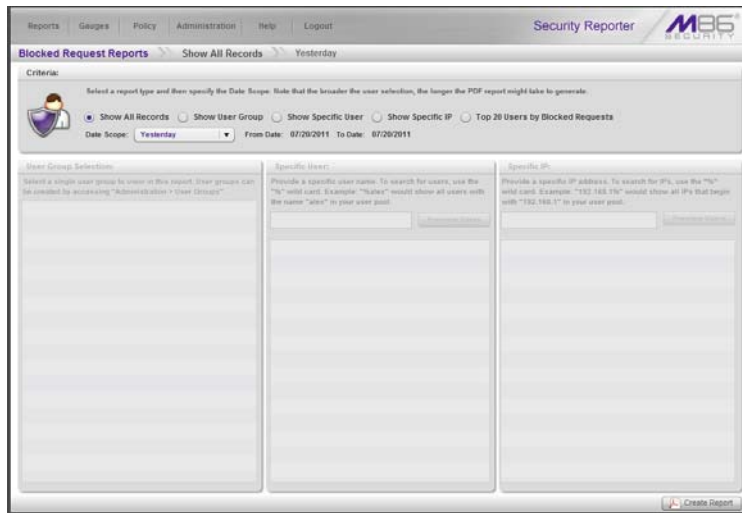 Reports Gauges Policy Administration Help Logout Security Reporter M86 SECURITY
Blocked Request Reports Show All Records Yesterday
Criteria:
Select a report type and then specify the Date Scope. Note that the broader the user selection, the longer the PDF report might take to generate.
Show All Records Show User Group Show Specific User Show Specific IP Top 20 Users by Blocked Requests
Date Scope: Yesterday From Date: 07/20/2011 To Date: 07/20/2011
User Group Selection:
Select a single user group to view in this report. User groups can
be created by accessing "Administration > User Groups".
Specific User:
Provide a specific user name. To search for users, use the
"%" wild card. Example: "%alex" would show all users with
the name "alex" in your user pool.
Specific IP:
Provide a specific IP address. To search for IPs, use the "%"
wild card. Example: "192.168.1%" would show all IPs that begin
with "192.168.1" in your user pool.
Create Report